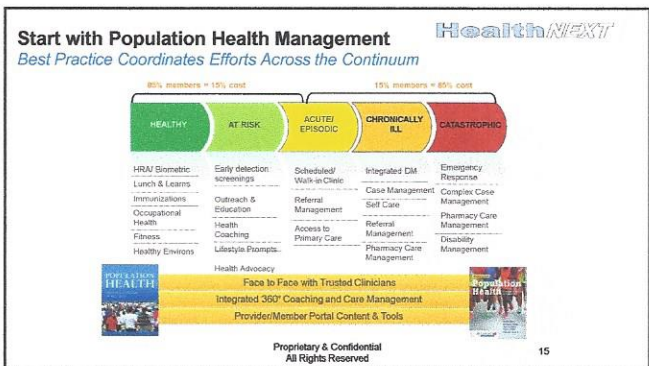 Start with Population Health Management
HealthNEXT
Best Practice Coordinates Efforts Across the Continuum
85% members = 15% cost
15% members = 85% cost
HEALTHY
AT RISK
ACUTE/
EPISODIC
CHRONICALLY
ILL
CATASTROPHIC
HRA/ Biometric
Lunch & Learns
Immunizations
Occupational
Health
Fitness
Healthy Environs
Early detection
screenings
Outreach &
Education
Health
Coaching
Lifestyle Prompts
Health Advocacy
Scheduled/
Walk-in Clinic
Referral
Management
Access to
Primary Care
Integrated DM
Case Management
Self Care
Referral
Management
Pharmacy Care
Management
Emergency
Response
Complex Case
Management
Pharmacy Care
Management
Disability
Management
POPULATION
HEALTH
Face to Face with Trusted Clinicians
Integrated 360° Coaching and Care Management
Provider/Member Portal Content & Tools
Population
Health
Proprietary & Confidential
All Rights Reserved
15